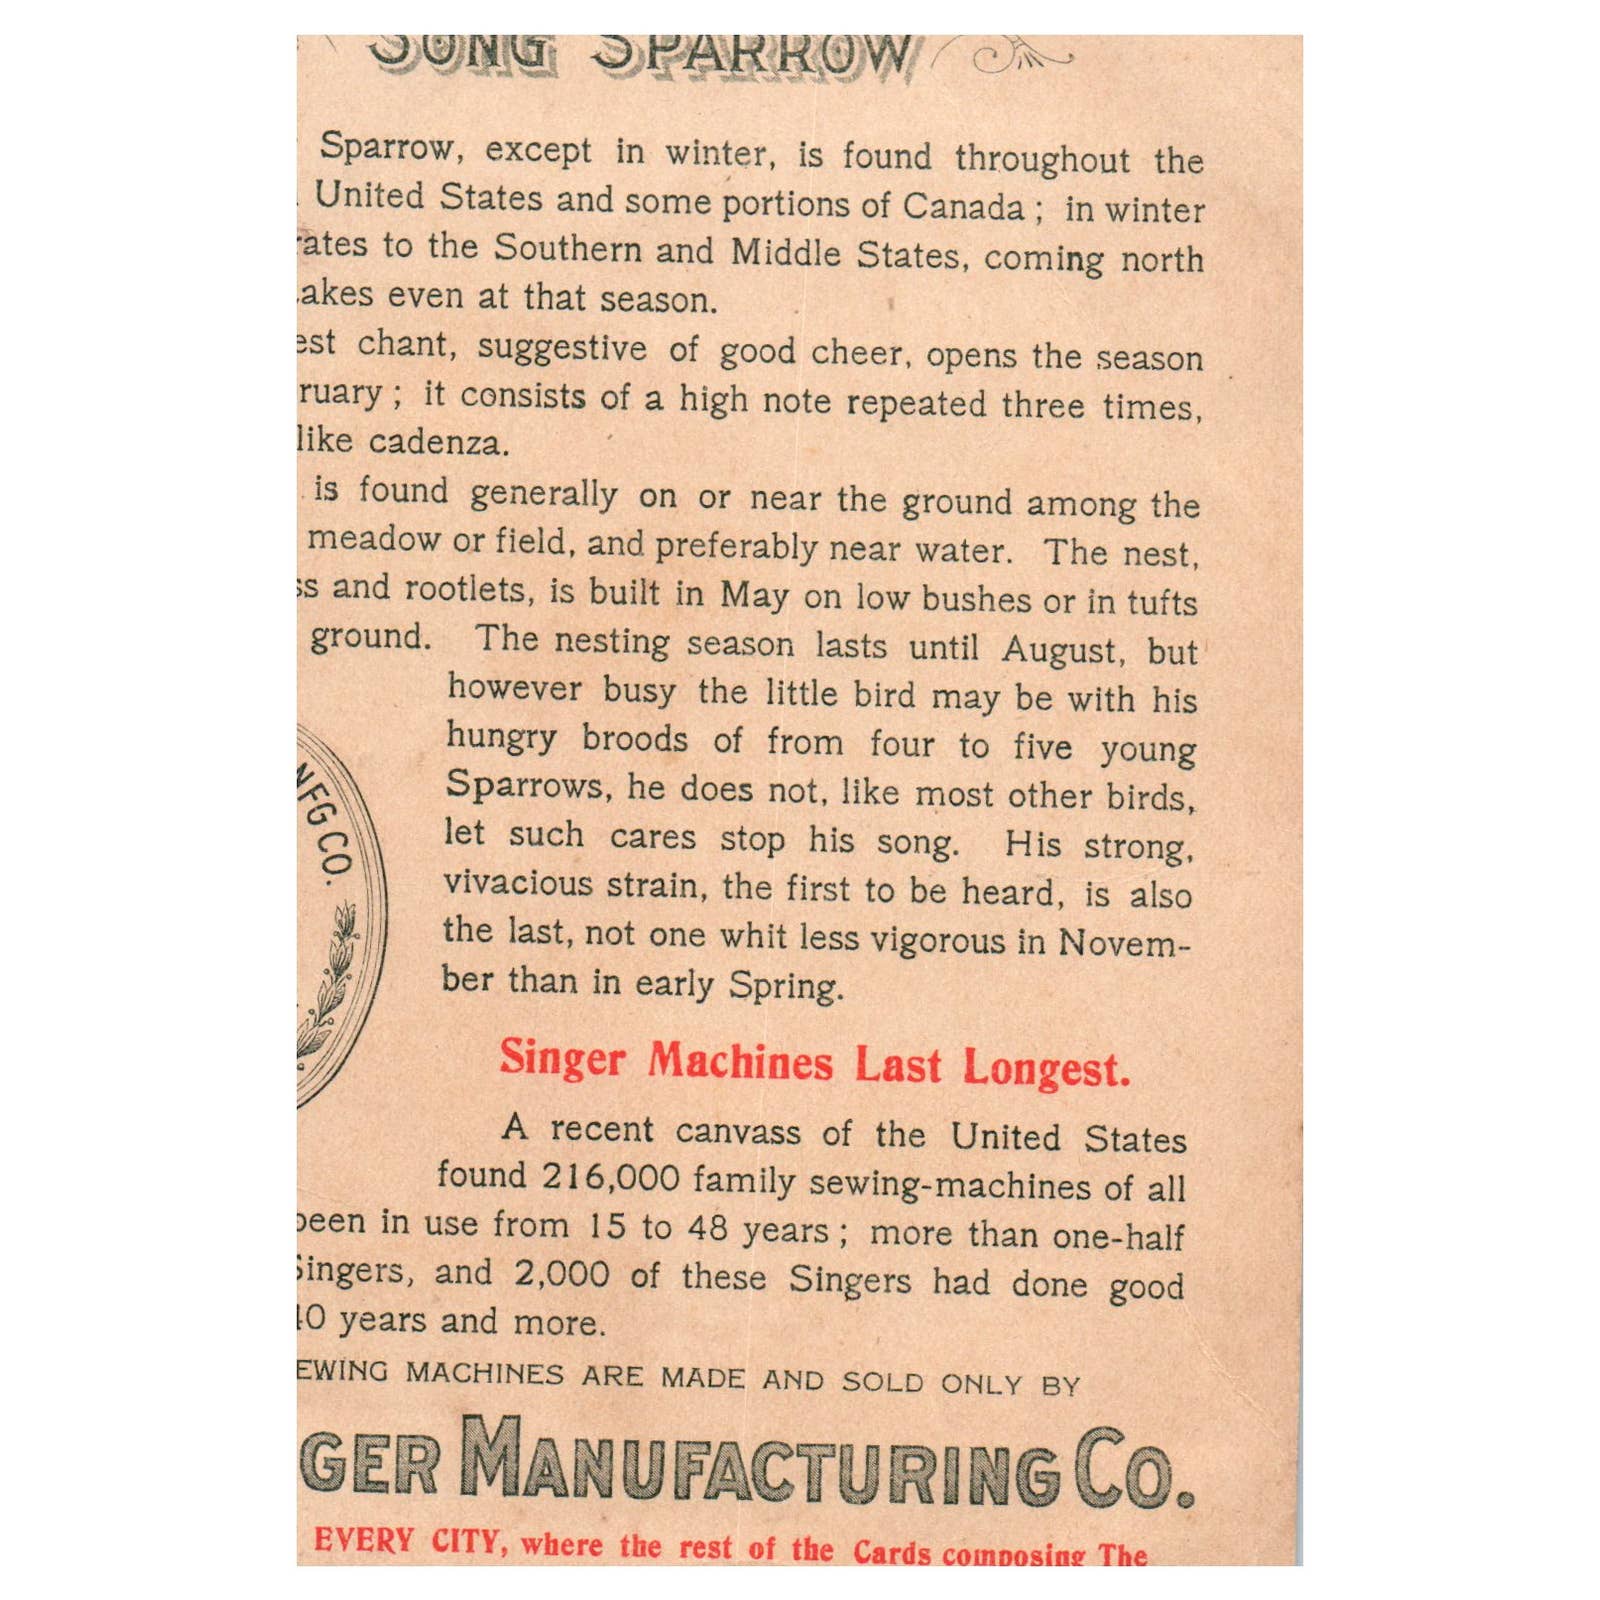 SONG SPARROW
Sparrow, except in winter, is found throughout the
United States and some portions of Canada; in winter
rates to the Southern and Middle States, coming north
akes even at that season.
est chant, suggestive of good cheer, opens the season
ruary; it consists of a high note repeated three times,
like cadenza.
is found generally on or near the ground among the
meadow or field, and preferably near water. The nest,
ss and rootlets, is built in May on low bushes or in tufts
ground. The nesting season lasts until August, but
however busy the little bird may be with his
hungry broods of from four to five young
Sparrows, he does not, like most other birds,
let such cares stop his song. His strong,
vivacious strain, the first to be heard, is also
the last, not one whit less vigorous in Novem-
ber than in early Spring.
NFG CO.
Singer Machines Last Longest.
A recent canvass of the United States
found 216,000 family sewing-machines of all
been in use from 15 to 48 years; more than one-half
Singers, and 2,000 of these Singers had done good
40 years and more.
EWING MACHINES ARE MADE AND SOLD ONLY BY
GER MANUFACTURING CO.
EVERY CITY, where the rest of the Cards composing The